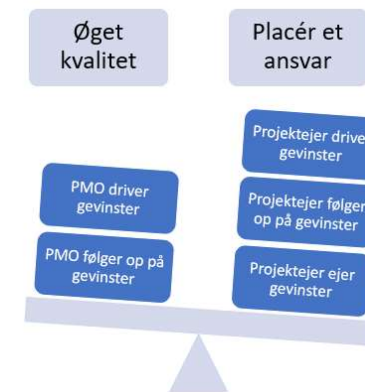 Øget
kvalitet
Placér et
ansvar
PMO driver
gevinster
PMO følger op på
gevinster
Projektejer drive
gevinster
Projektejer følger
op på gevinster
Projektejer ejer
gevinster